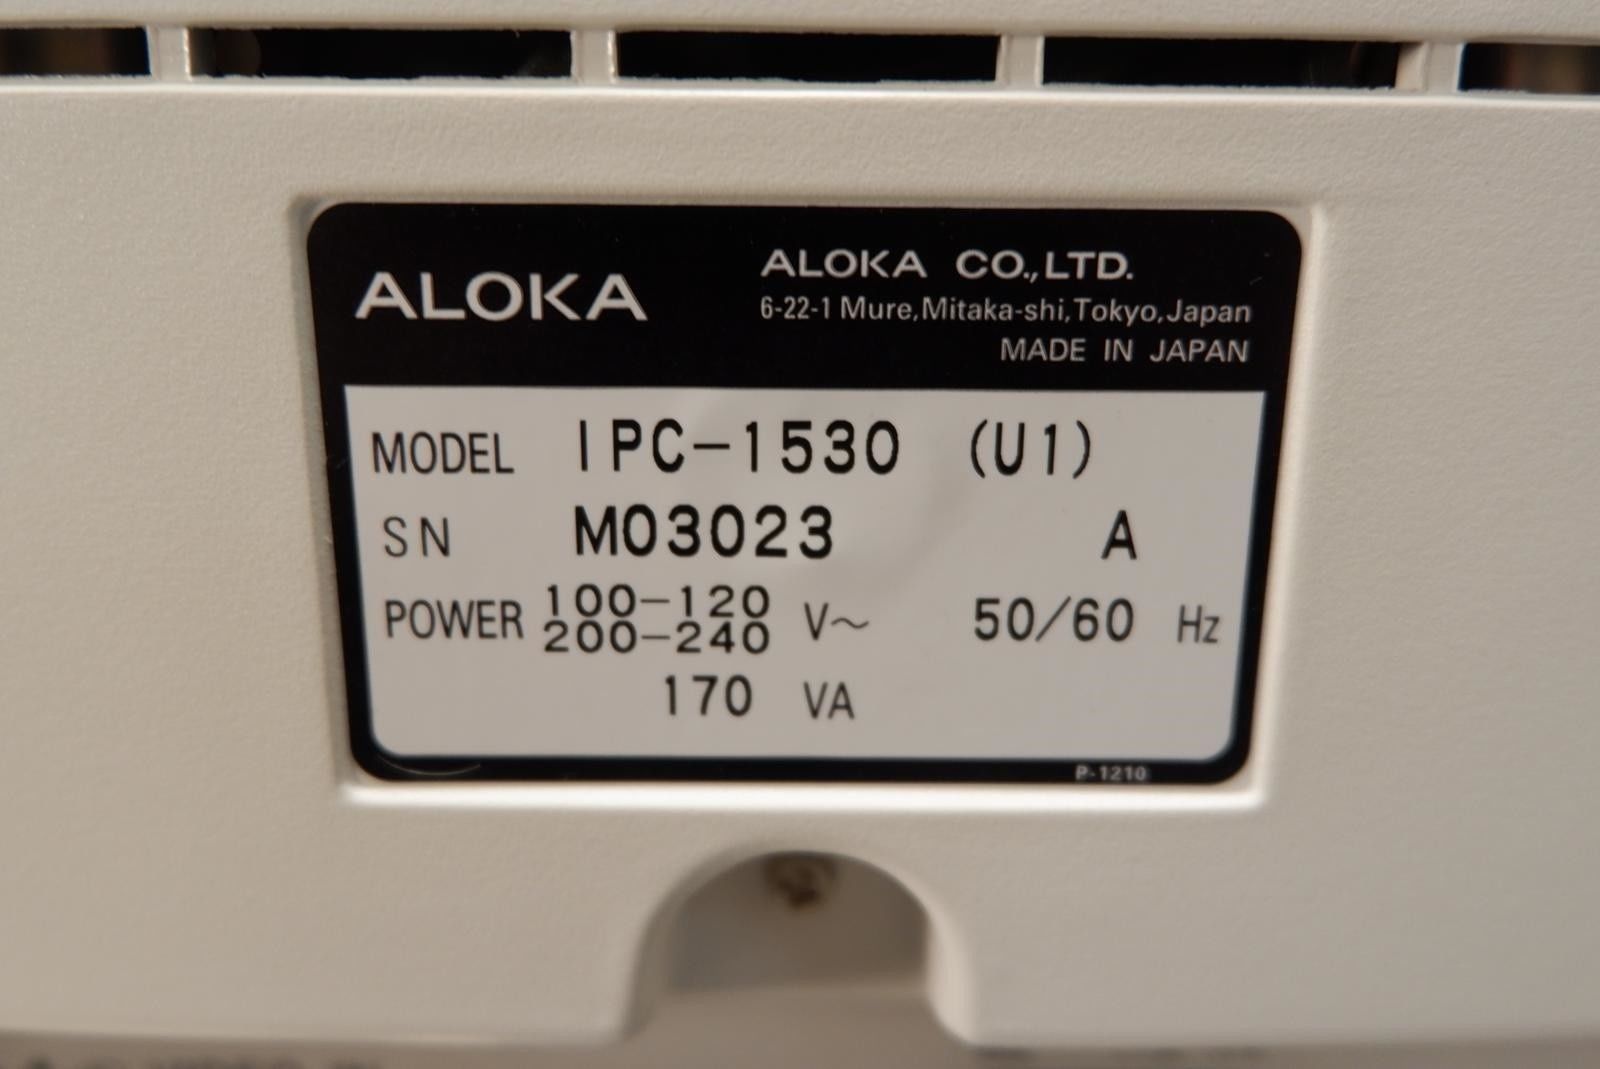 ALOKA
ALOKA CO.,LTD.
6-22-1 Mure,Mitaka-shi,Tokyo,Japan
MADE IN JAPAN
MODEL IPC-1530 (U1)
SN M03023 A
POWER 100-120 200-240 V~ 50/60 Hz
170 VA
P-1210